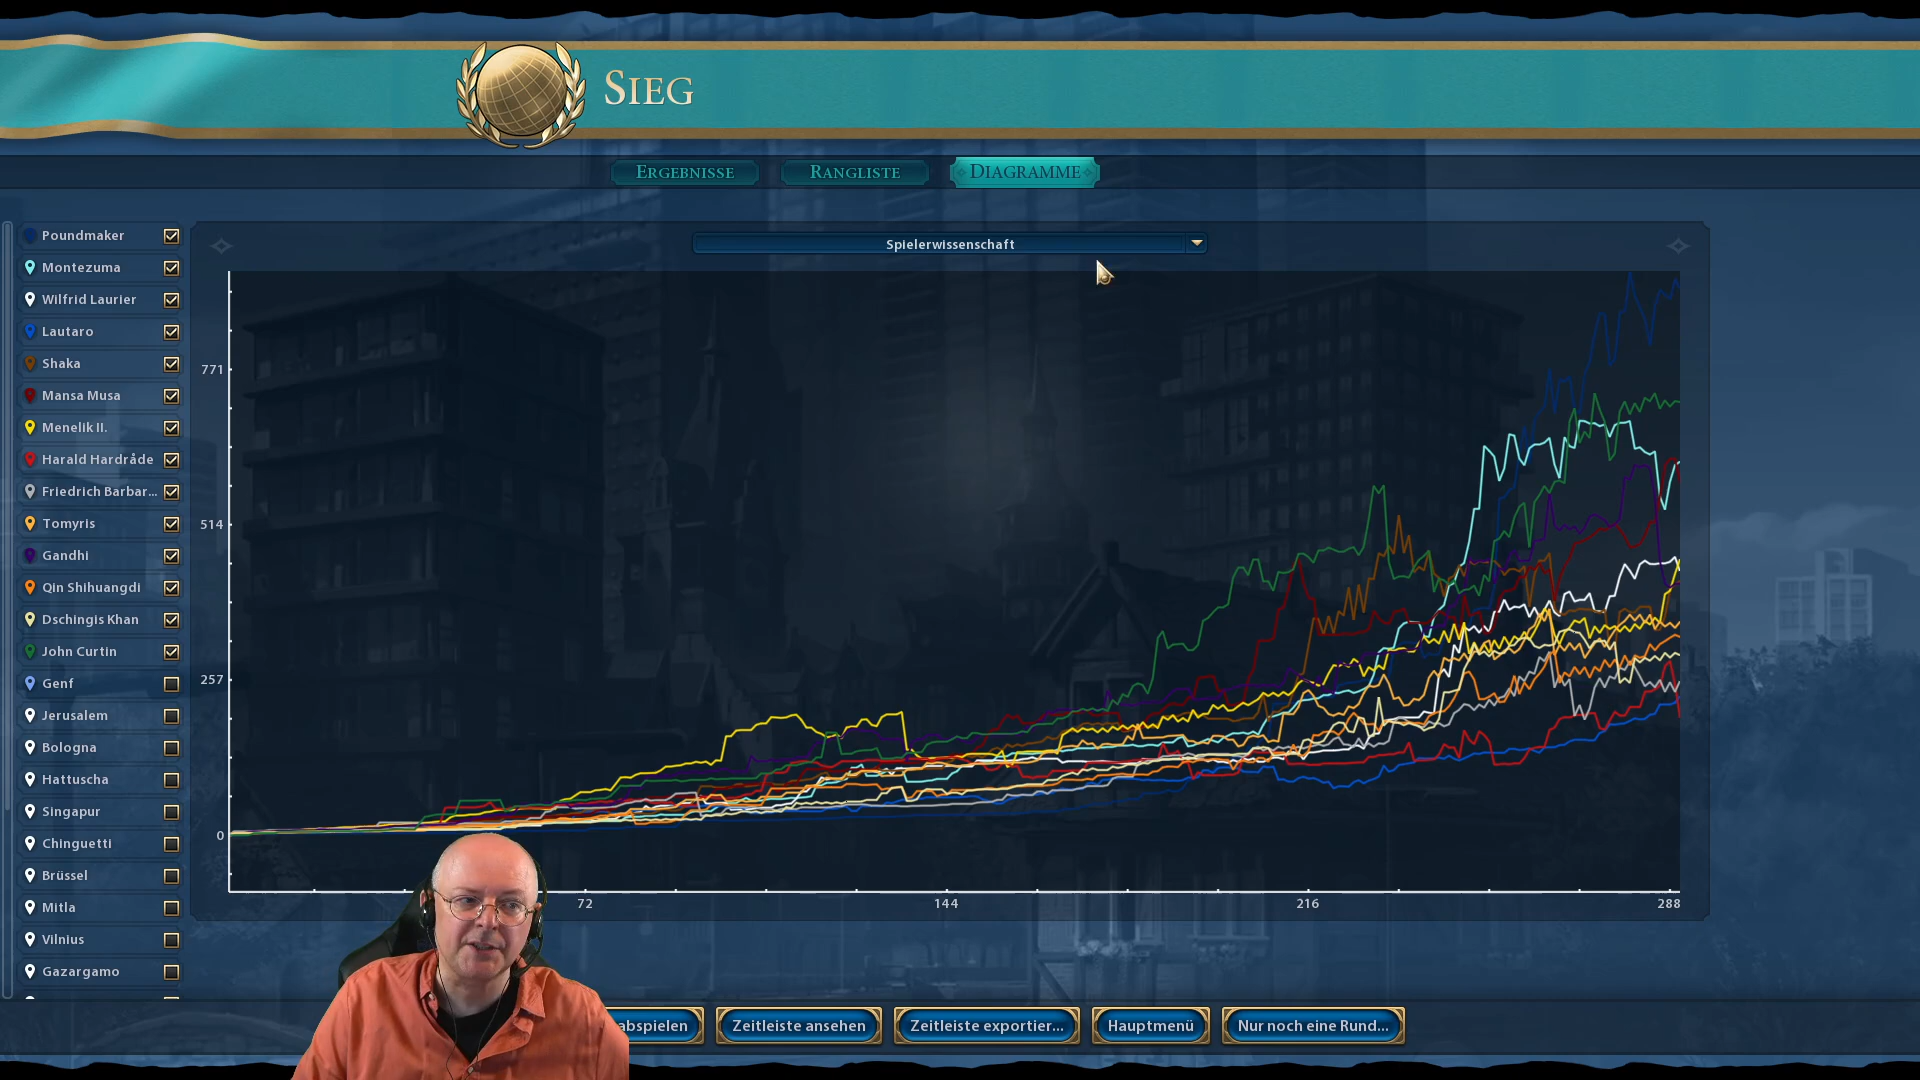 SIEG
ERGEBNISSE
RANGLISTE
DIAGRAMME
Spielerwissenschaft
Poundmaker
Montezuma
Wilfrid Laurier
Lautaro
Shaka
Mansa Musa
Menelik II.
Harald Hardråde
Friedrich Barbar...
Tomyris
Gandhi
Qin Shihuangdi
Dschingis Khan
John Curtin
Genf
Jerusalem
Bologna
Hattuscha
Singapur
Chinguetti
Brüssel
Mitla
Vilnius
Gazargamo
771
514
257
0
72
144
216
288
abspielen
Zeitleiste ansehen
Zeitleiste exportier...
Hauptmenü
Nur noch eine Rund...